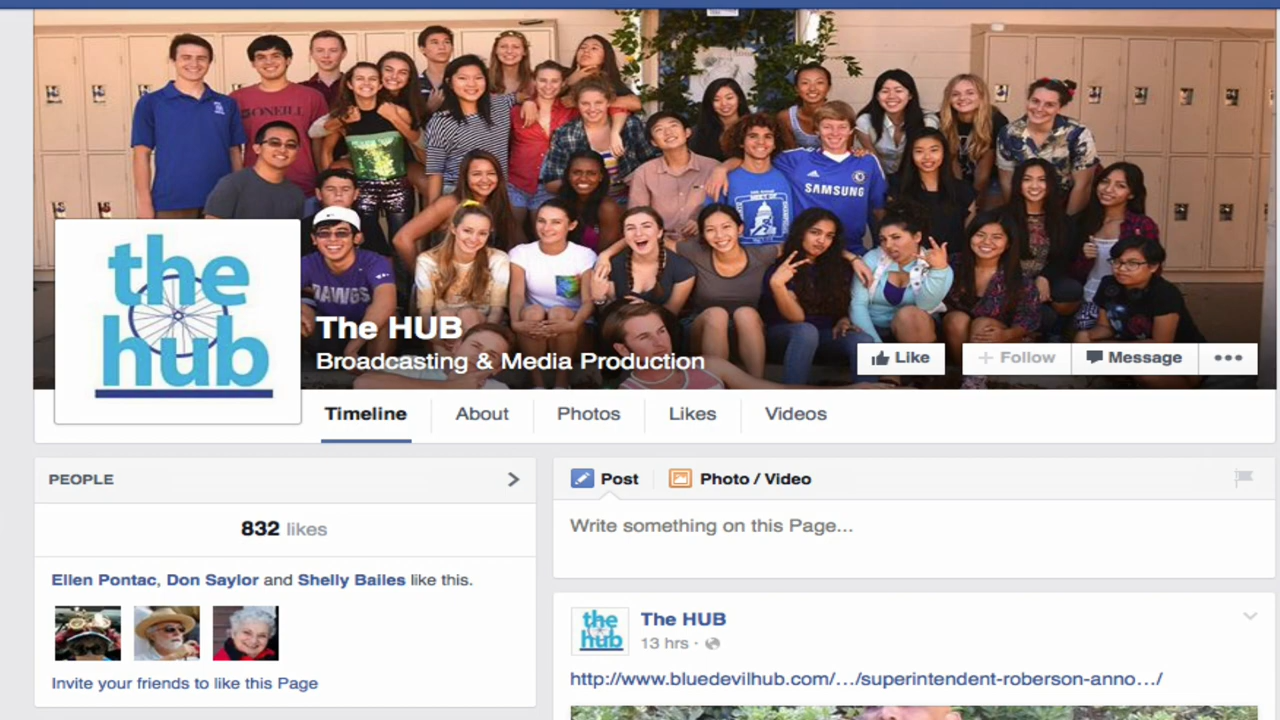 O'NEILL
SAMSUNG
DAWGS
the
hub
The HUB
Broadcasting & Media Production
Like
+ Follow
Message
Timeline
About
Photos
Likes
Videos
PEOPLE
832 likes
Ellen Pontac, Don Saylor and Shelly Bailes like this.
Invite your friends to like this Page
Post
Photo / Video
Write something on this Page...
the
hub
The HUB
13 hrs ·
http://www.bluedevilhub.com/.../superintendent-roberson-anno.../